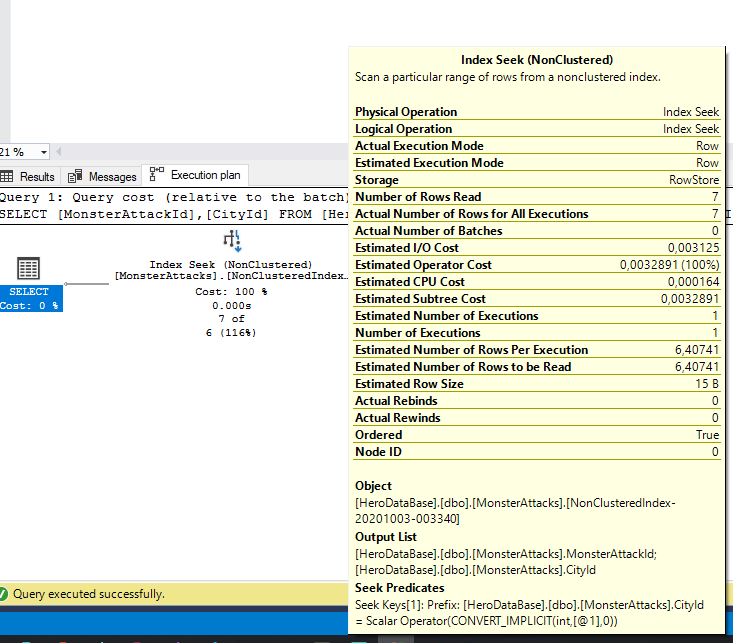 Index Seek (NonClustered)
Scan a particular range of rows from a nonclustered index.
Physical Operation Index Seek
Logical Operation Index Seek
Actual Execution Mode Row
Estimated Execution Mode Row
Storage RowStore
Number of Rows Read 7
Actual Number of Rows for All Executions 7
Actual Number of Batches 0
Estimated I/O Cost 0,003125
Estimated Operator Cost 0,0032891 (100%)
Estimated CPU Cost 0,000164
Estimated Subtree Cost 0,0032891
Estimated Number of Executions 1
Number of Executions 1
Estimated Number of Rows Per Execution 6,40741
Estimated Number of Rows to be Read 6,40741
Estimated Row Size 15 B
Actual Rebinds 0
Actual Rewinds 0
Ordered True
Node ID 0
Object
[HeroDataBase].[dbo].[MonsterAttacks].[NonClusteredIndex-
20201003-003340]
Output List
[HeroDataBase].[dbo].[MonsterAttacks].MonsterAttackId;
[HeroDataBase].[dbo].[MonsterAttacks].CityId
Seek Predicates
Seek Keys[1]: Prefix: [HeroDataBase].[dbo].[MonsterAttacks].CityId
= Scalar Operator(CONVERT_IMPLICIT(int,[@1],0))
21 %
Results Messages Execution plan
Query 1: Query cost (relative to the batch)
SELECT [MonsterAttackId],[CityId] FROM [He
SELECT
Cost: 0 %
Index Seek (NonClustered)
[MonsterAttacks].[NonClusteredIndex…
Cost: 100 %
0.000s
7 of
6 (116%)
Query executed successfully.